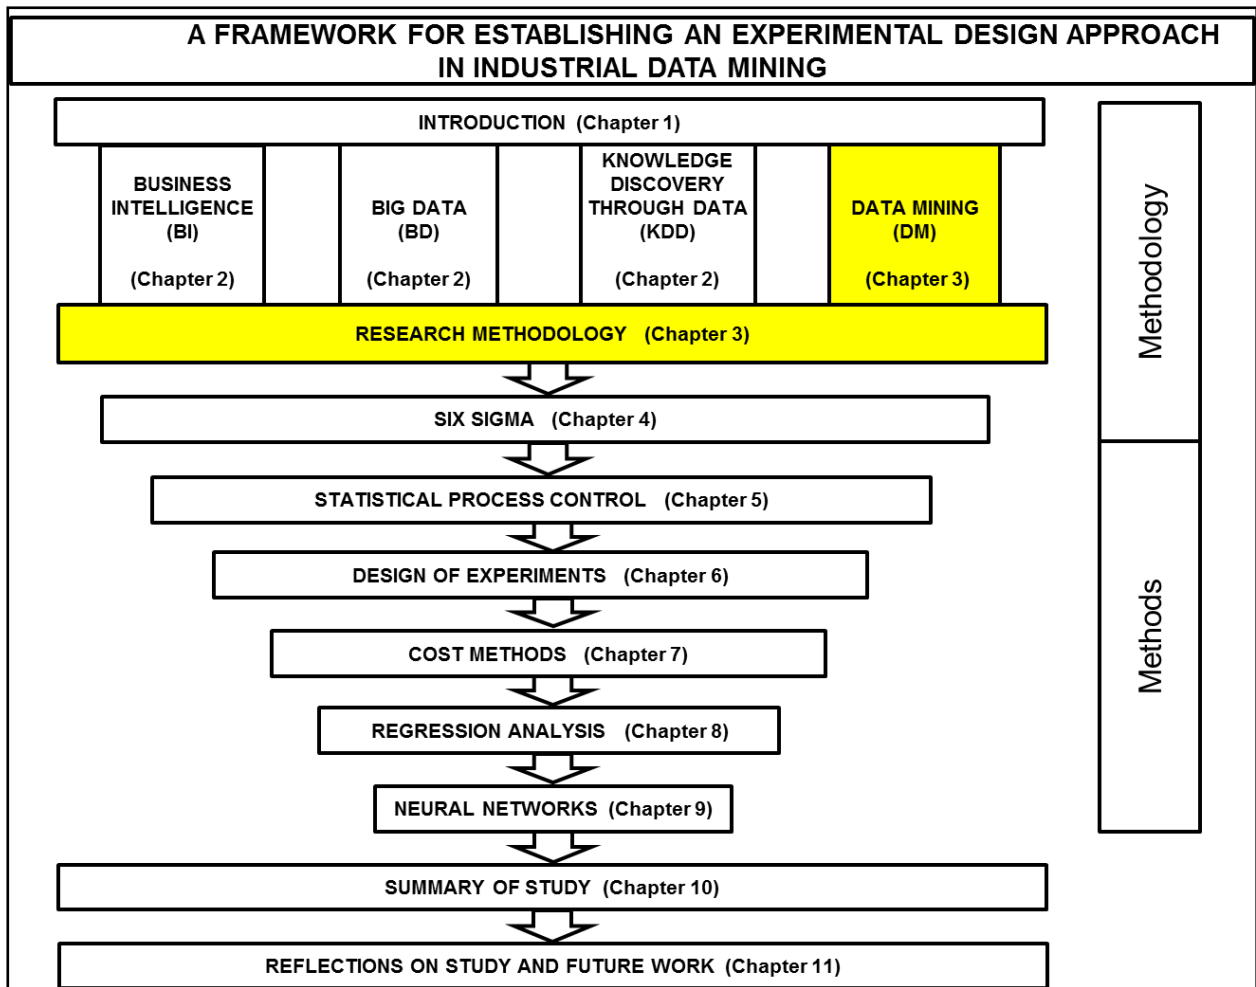 A FRAMEWORK FOR ESTABLISHING AN EXPERIMENTAL DESIGN APPROACH
IN INDUSTRIAL DATA MINING
INTRODUCTION (Chapter 1)
BUSINESS
INTELLIGENCE
(BI)
(Chapter 2)
BIG DATA
(BD)
(Chapter 2)
KNOWLEDGE
DISCOVERY
THROUGH DATA
(KDD)
(Chapter 2)
DATA MINING
(DM)
(Chapter 3)
RESEARCH METHODOLOGY (Chapter 3)
SIX SIGMA (Chapter 4)
STATISTICAL PROCESS CONTROL (Chapter 5)
DESIGN OF EXPERIMENTS (Chapter 6)
COST METHODS (Chapter 7)
REGRESSION ANALYSIS (Chapter 8)
NEURAL NETWORKS (Chapter 9)
SUMMARY OF STUDY (Chapter 10)
REFLECTIONS ON STUDY AND FUTURE WORK (Chapter 11)
Methodology
Methods